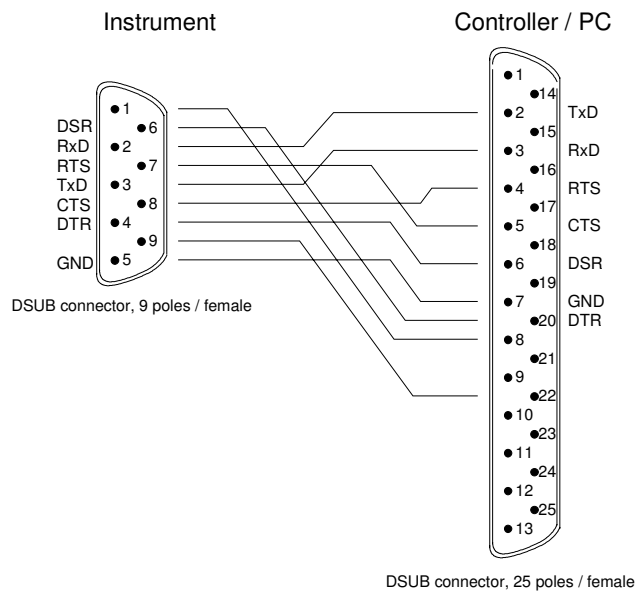 Instrument
Controller / PC
1
6
2
7
3
8
4
9
5
DSR
RxD
RTS
TxD
CTS
DTR
GND
DSUB connector, 9 poles / female
1
14
2
TxD
15
3
RxD
16
4
RTS
17
5
CTS
18
6
DSR
19
7
GND
20
DTR
8
21
9
22
10
23
11
24
12
25
13
DSUB connector, 25 poles / female